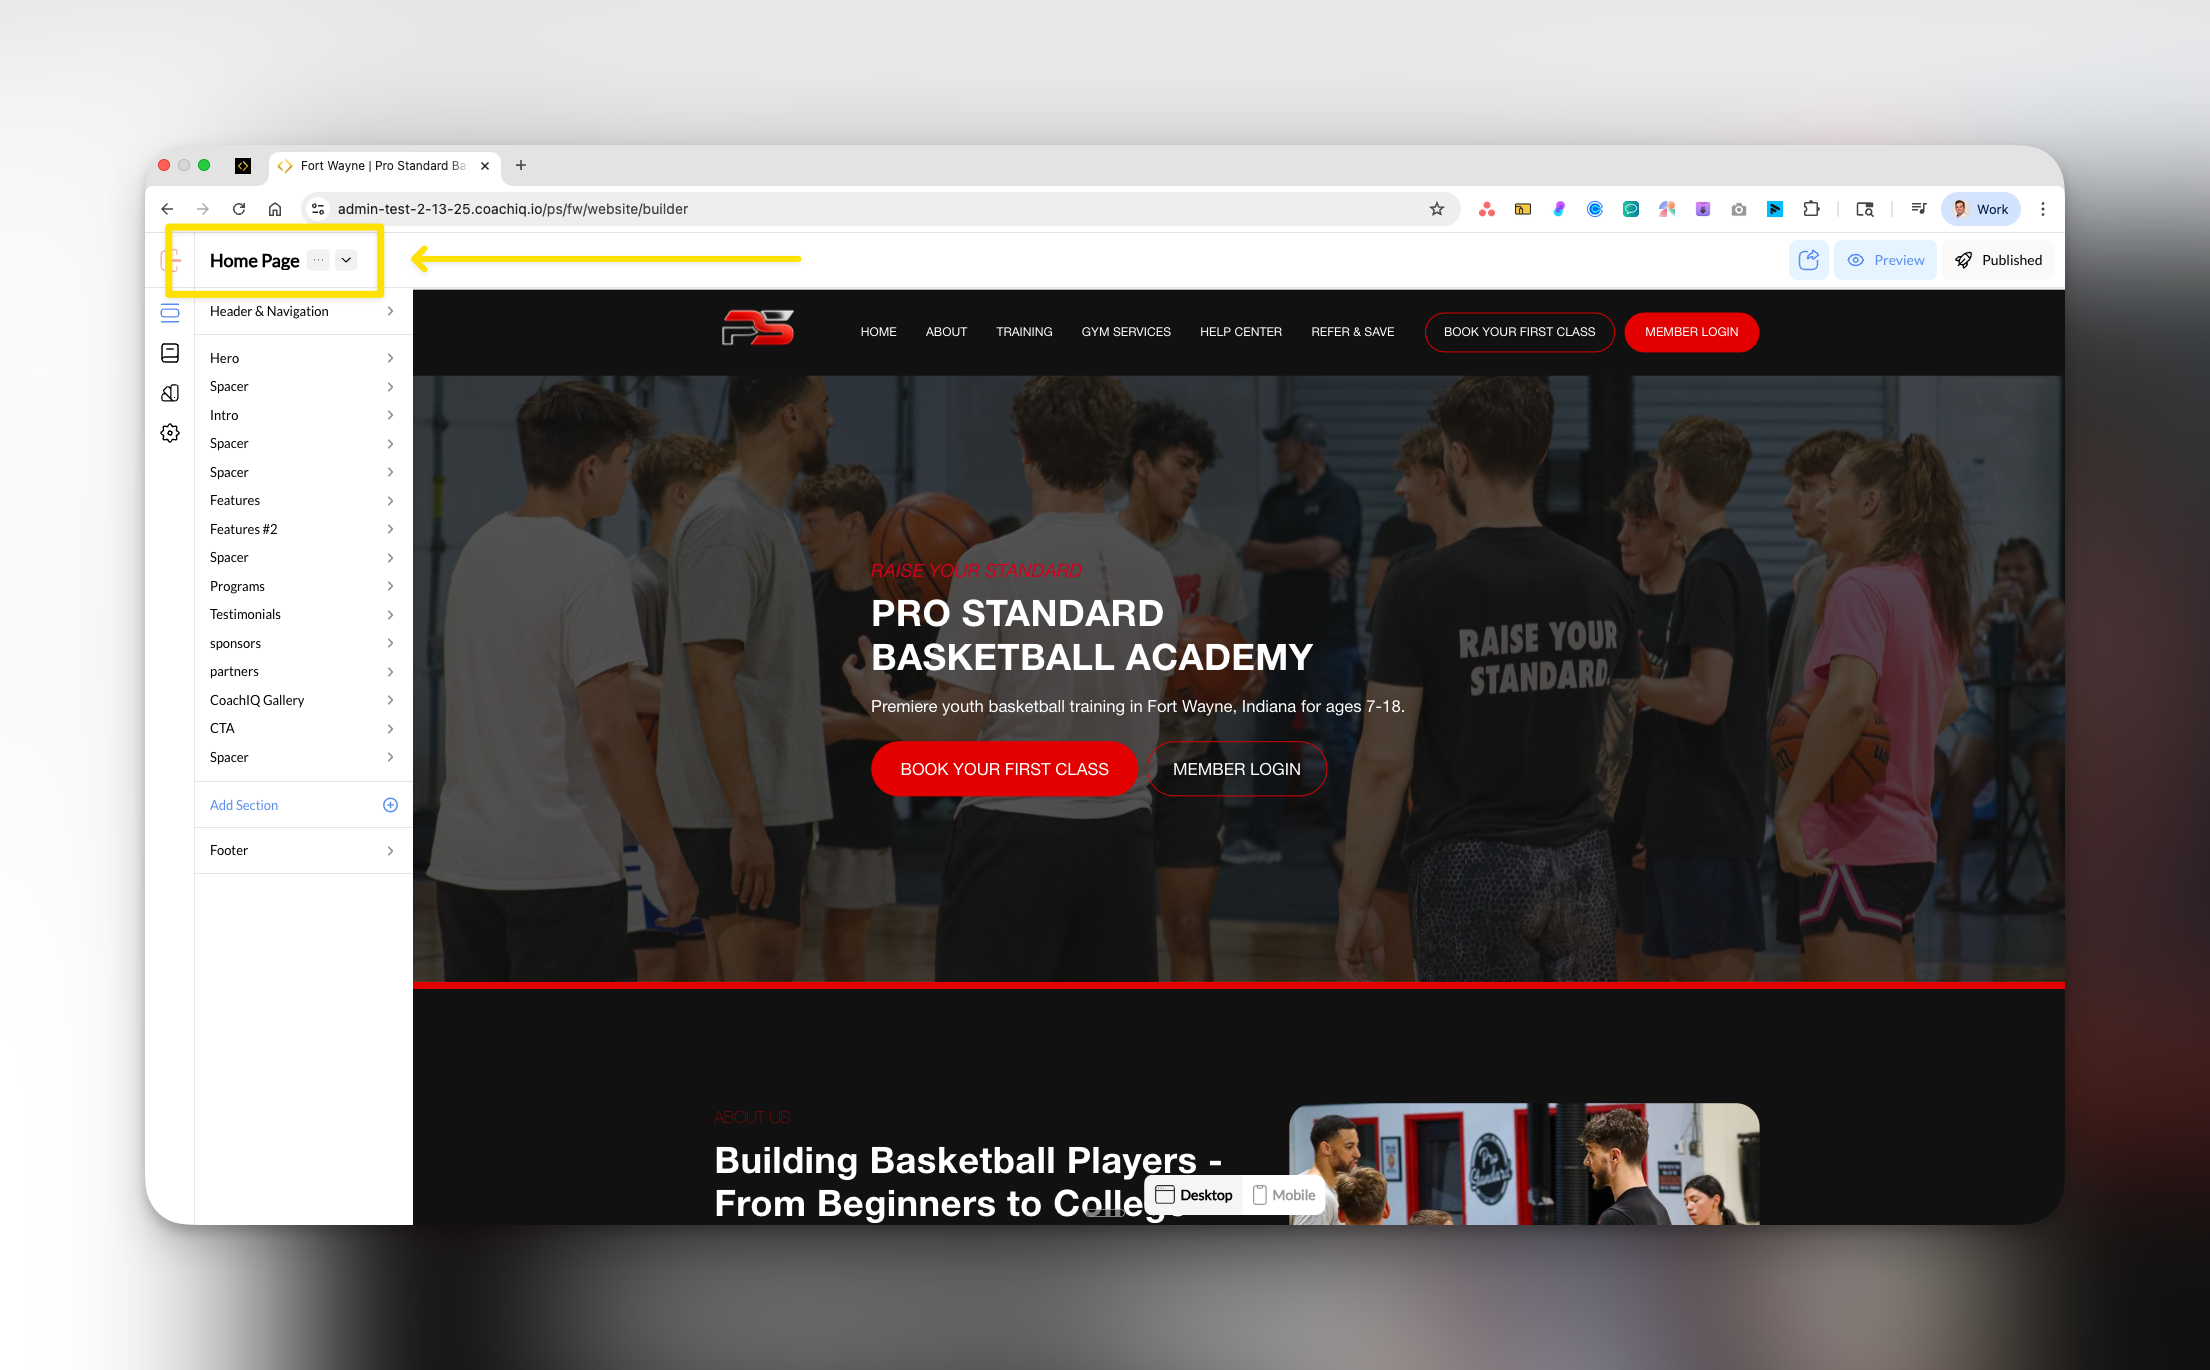 Fort Wayne | Pro Standard Ba
admin-test-2-13-25.coachiq.io/ps/fw/website/builder
Work
Home Page
Preview
Published
Header & Navigation
Hero
Spacer
Intro
Spacer
Spacer
Features
Features #2
Spacer
Programs
Testimonials
sponsors
partners
CoachIQ Gallery
CTA
Spacer
Add Section
Footer
PS
HOME
ABOUT
TRAINING
GYM SERVICES
HELP CENTER
REFER & SAVE
BOOK YOUR FIRST CLASS
MEMBER LOGIN
RAISE YOUR STANDARD
PRO STANDARD
BASKETBALL ACADEMY
Premiere youth basketball training in Fort Wayne, Indiana for ages 7-18.
BOOK YOUR FIRST CLASS
MEMBER LOGIN
RAISE YOUR
STANDARD.
ABOUT US
Building Basketball Players -
From Beginners to College
Pro
Standard
Desktop
Mobile